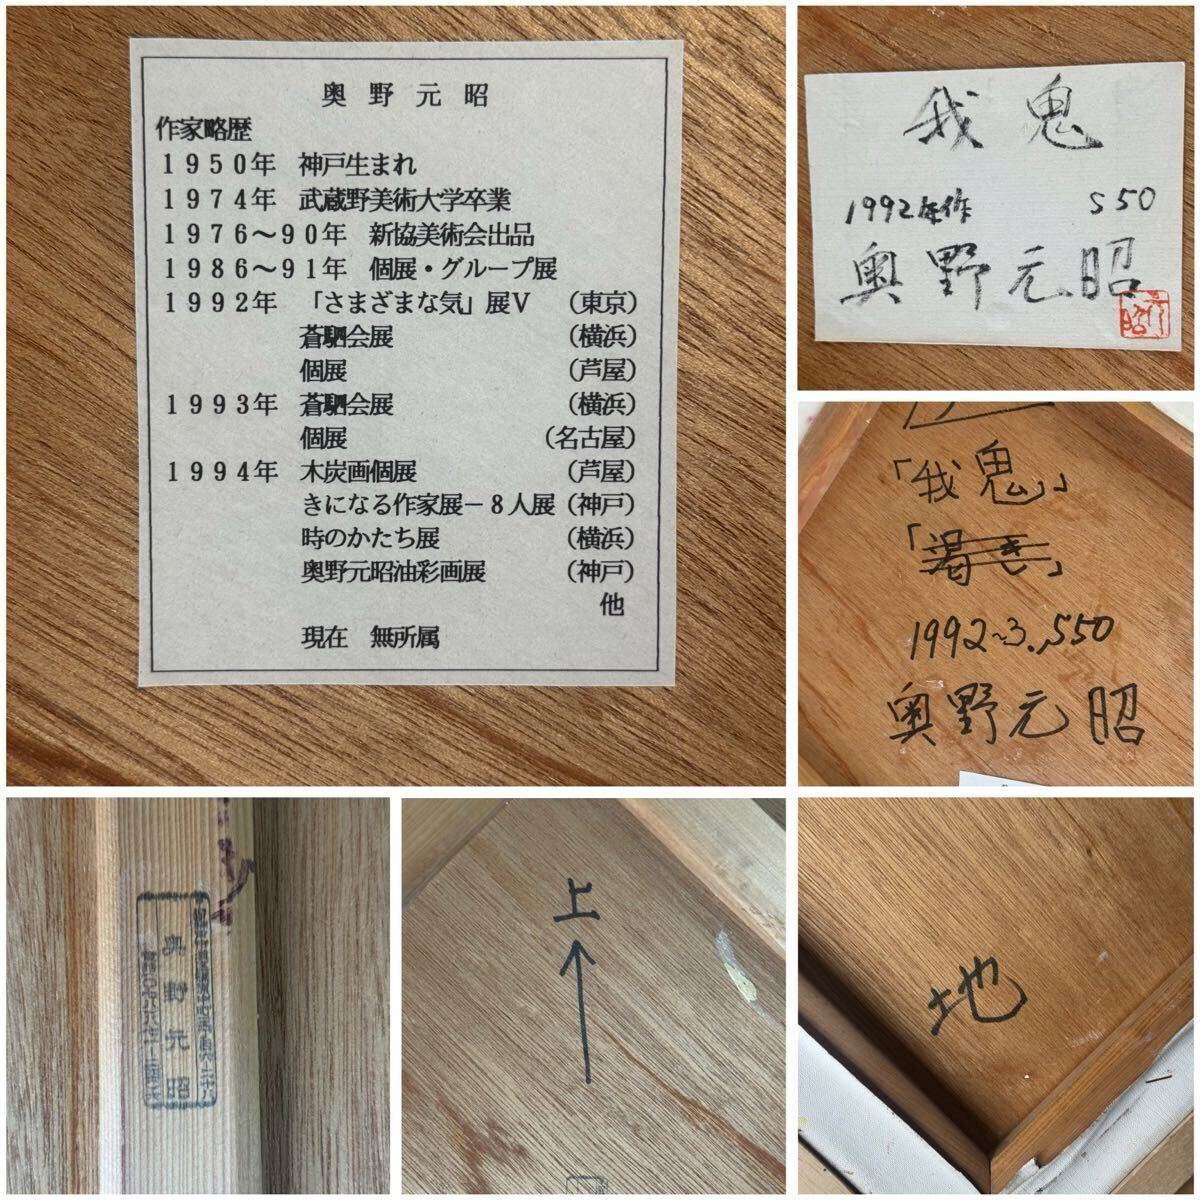 奥野元昭
作家略歴
1950年 神戸生まれ
1974年 武蔵野美術大学卒業
1976～90年 新協美術会出品
1986～91年 個展・グループ展
1992年 「さまざまな気」展Ⅴ (東京)
蒼騆会展 (横浜)
個展 (芦屋)
1993年 蒼騆会展 (横浜)
個展 (名古屋)
1994年 木炭画個展 (芦屋)
きになる作家展－8人展 (神戸)
時のかたち展 (横浜)
奥野元昭油彩画展 (神戸)
他
現在 無所属
我鬼
1992年作 S50
奥野元昭
「我鬼」
「渇き」
1992~3. S50
奥野元昭
奥野元昭
上
地